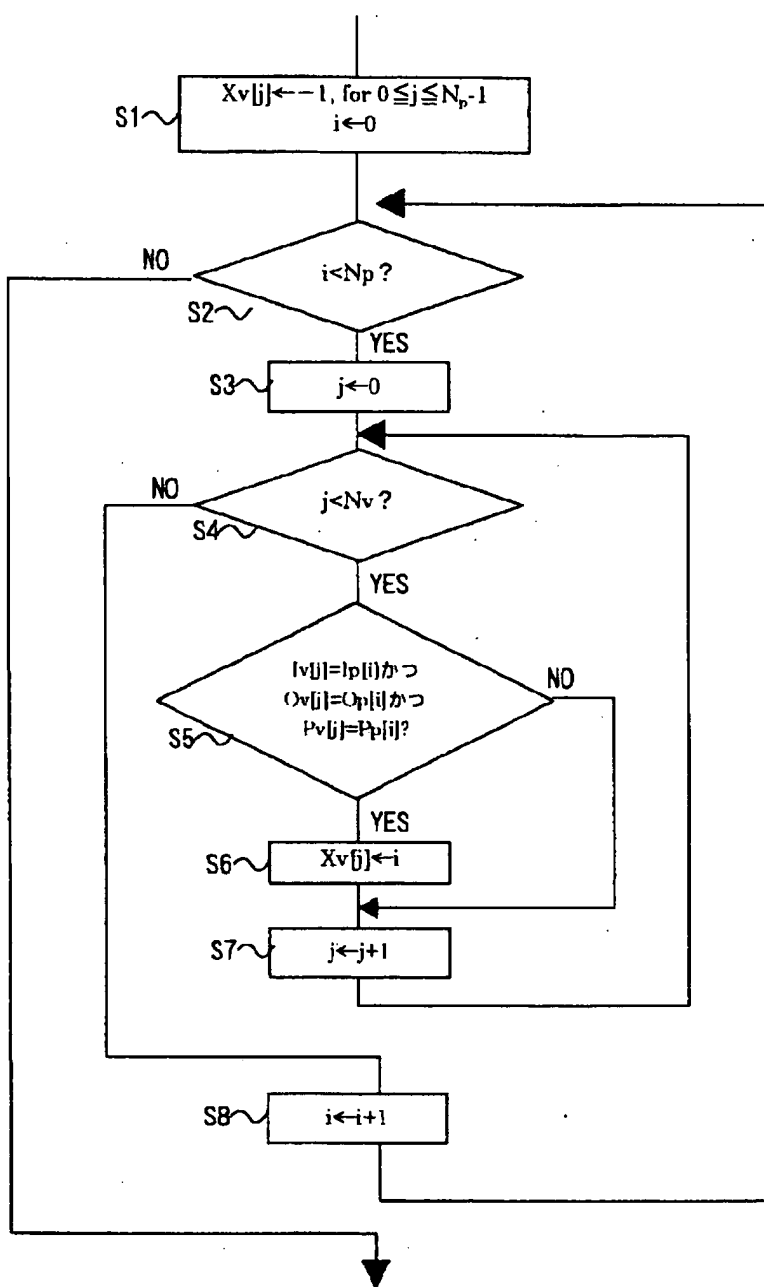 Xv[j]←−1, for 0≦j≦Np-1
S1
i←0
NO
i<Np?
S2
YES
S3
j←0
NO
j<Nv?
S4
YES
Iv[j]=Ip[i]かつ
NO
Ov[j]=Op[i]かつ
Pv[j]=Pp[i]?
S5
YES
S6
Xv[j]←i
S7
j←j+1
S8
i←i+1